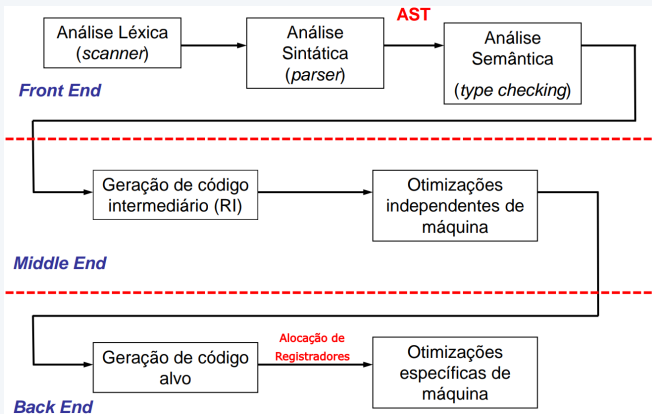 AST
Análise Léxica
(scanner)
Análise
Sintática
(parser)
Análise
Semântica
(type checking)
Front End
Geração de código
intermediário (RI)
Otimizações
independentes de
máquina
Middle End
Geração de código
alvo
Alocação de
Registradores
Otimizações
específicas de
máquina
Back End